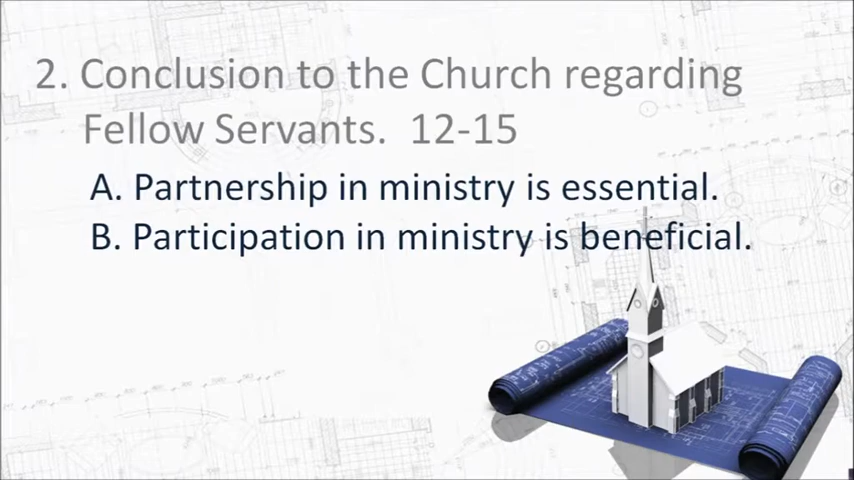 2. Conclusion to the Church regarding
Fellow Servants. 12-15
A. Partnership in ministry is essential.
B. Participation in ministry is beneficial.